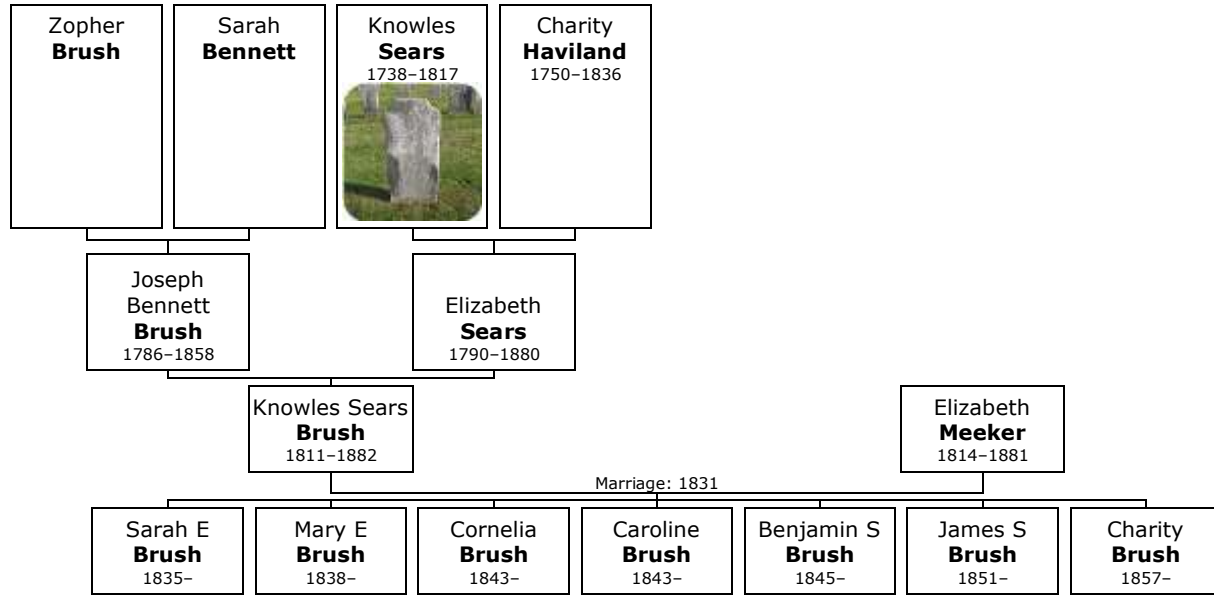 Zopher
Brush
Sarah
Bennett
Knowles
Sears
1738–1817
Charity
Haviland
1750–1836
Joseph
Bennett
Brush
1786–1858
Elizabeth
Sears
1790–1880
Knowles Sears
Brush
1811–1882
Elizabeth
Meeker
1814–1881
Marriage: 1831
Sarah E
Brush
1835–
Mary E
Brush
1838–
Cornelia
Brush
1843–
Caroline
Brush
1843–
Benjamin S
Brush
1845–
James S
Brush
1851–
Charity
Brush
1857–